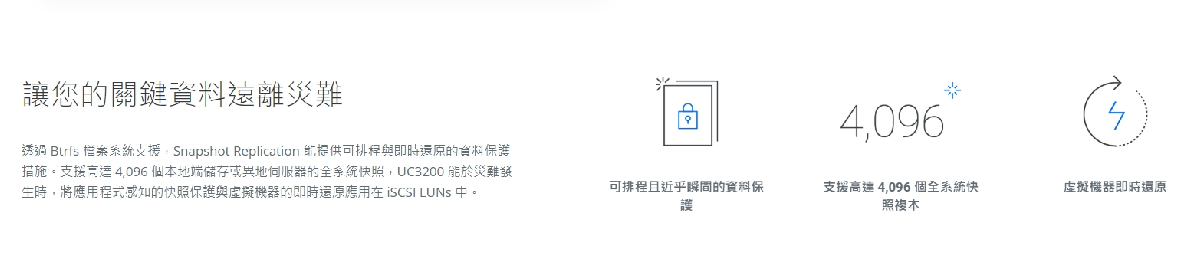 讓您的關鍵資料遠離災難
透過 Btrfs 檔案系統支援，Snapshot Replication 能提供可排程與即時還原的資料保護
措施。支援高達 4,096 個本地端儲存或異地伺服器的全系統快照，UC3200 能於災難發
生時，將應用程式感知的快照保護與虛擬機器的即時還原應用在 iSCSI LUNs 中。
4,096
可排程且近乎瞬間的資料保
護
支援高達 4,096 個全系統快
照複本
虛擬機器即時還原